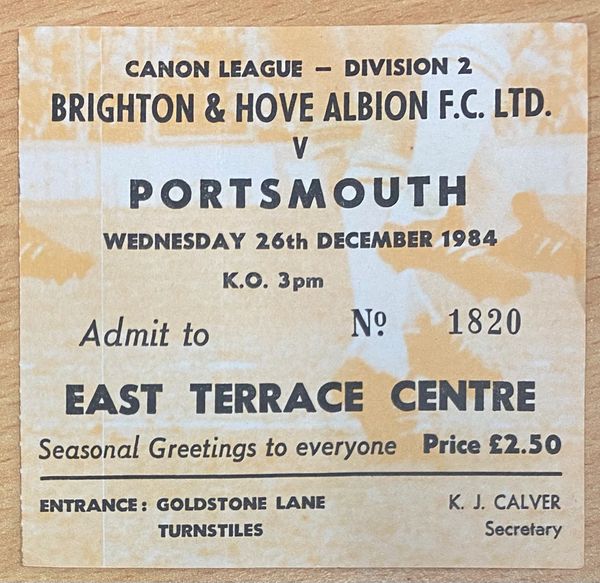 CANON LEAGUE – DIVISION 2
BRIGHTON & HOVE ALBION F.C. LTD.
V
PORTSMOUTH
WEDNESDAY 26th DECEMBER 1984
K.O. 3pm
Admit to Nº 1820
EAST TERRACE CENTRE
Seasonal Greetings to everyone Price £2.50
ENTRANCE: GOLDSTONE LANE K. J. CALVER
TURNSTILES Secretary